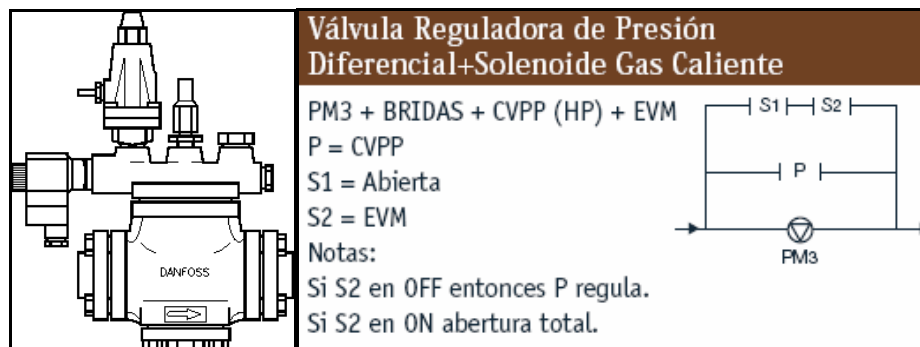 Válvula Reguladora de Presión
Diferencial+Solenoide Gas Caliente
PM3 + BRIDAS + CVPP (HP) + EVM
P = CVPP
S1 = Abierta
S2 = EVM
Notas:
Si S2 en OFF entonces P regula.
Si S2 en ON abertura total.
S1 S2
P
PM3
DANFOSS